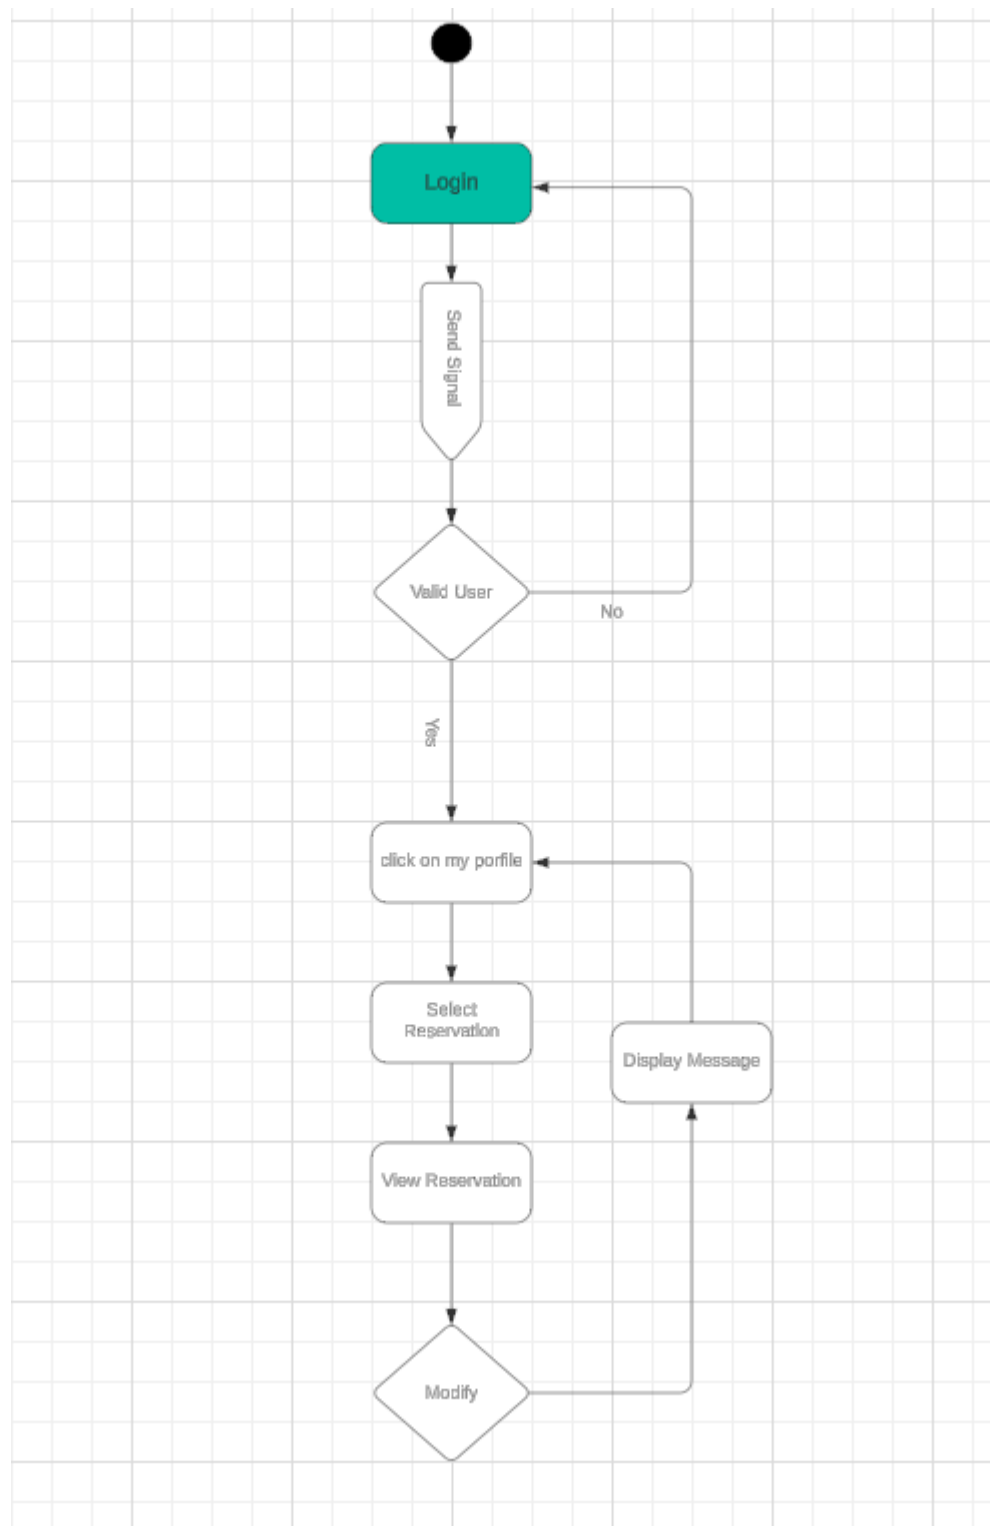 Login
Send Signal
Valid User
No
Yes
click on my porfile
Select
Reservation
Display Message
View Reservation
Modify